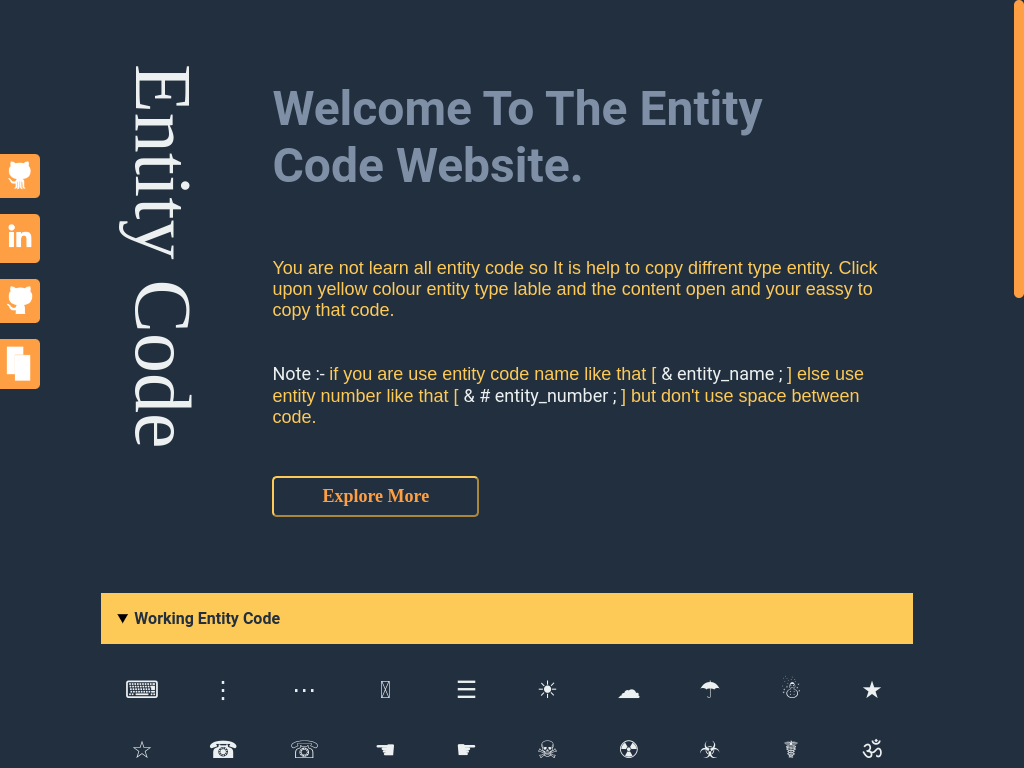 Entity Code
Welcome To The Entity
Code Website.
in
You are not learn all entity code so It is help to copy diffrent type entity. Click
upon yellow colour entity type lable and the content open and your eassy to
copy that code.
Note :- if you are use entity code name like that [ & entity_name ; ] else use
entity number like that [ & # entity_number ; ] but don't use space between
code.
Explore More
▼ Working Entity Code
⌨ ⋮ ⋯ ☰ ☀ ☁ ☂ ☃ ★
☆ ☎ ☏ ☚ ☛ ☠ ☢ ☣ ☤ ॐ